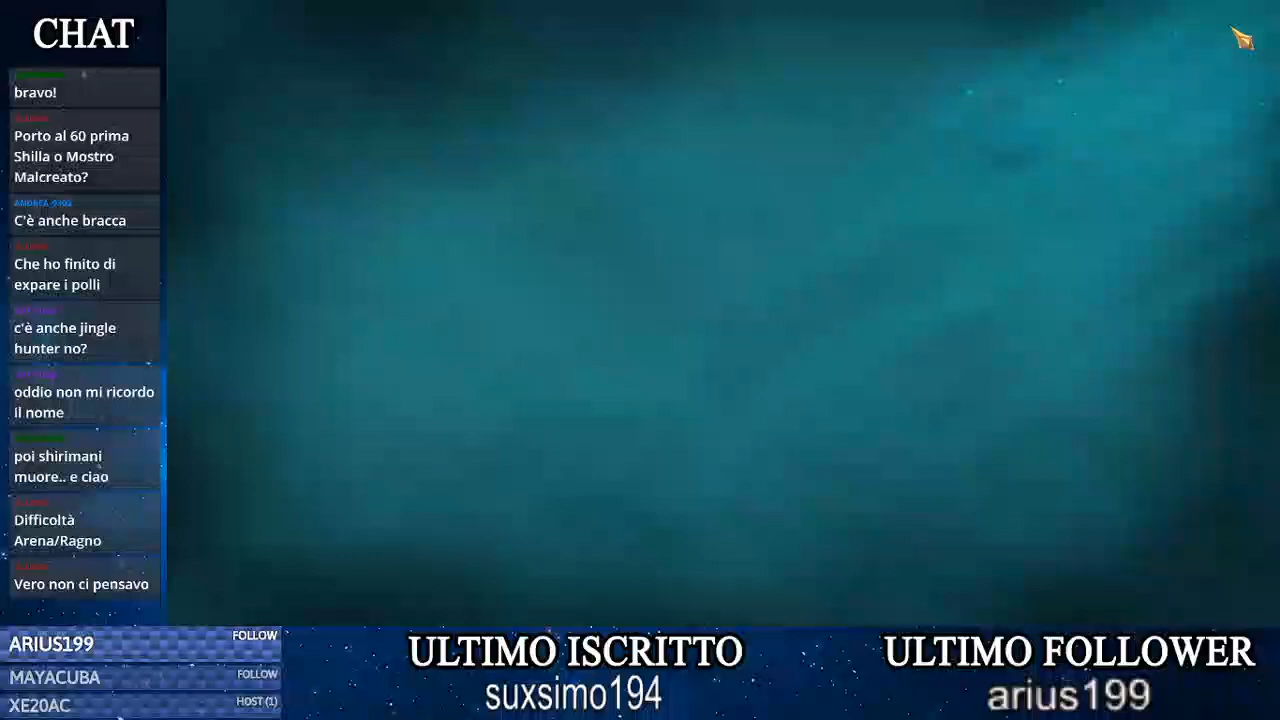 CHAT
bravo!
Porto al 60 prima
Shilla o Mostro
Malcreato?
C'è anche bracca
Che ho finito di
expare i polli
c'è anche jingle
hunter no?
oddio non mi ricordo
il nome
poi shirimani
muore.. e ciao
Difficoltà
Arena/Ragno
Vero non ci pensavo
ARIUS199 FOLLOW
MAYACUBA FOLLOW
XE20AC HOST (1)
ULTIMO ISCRITTO
suxsimo194
ULTIMO FOLLOWER
arius199